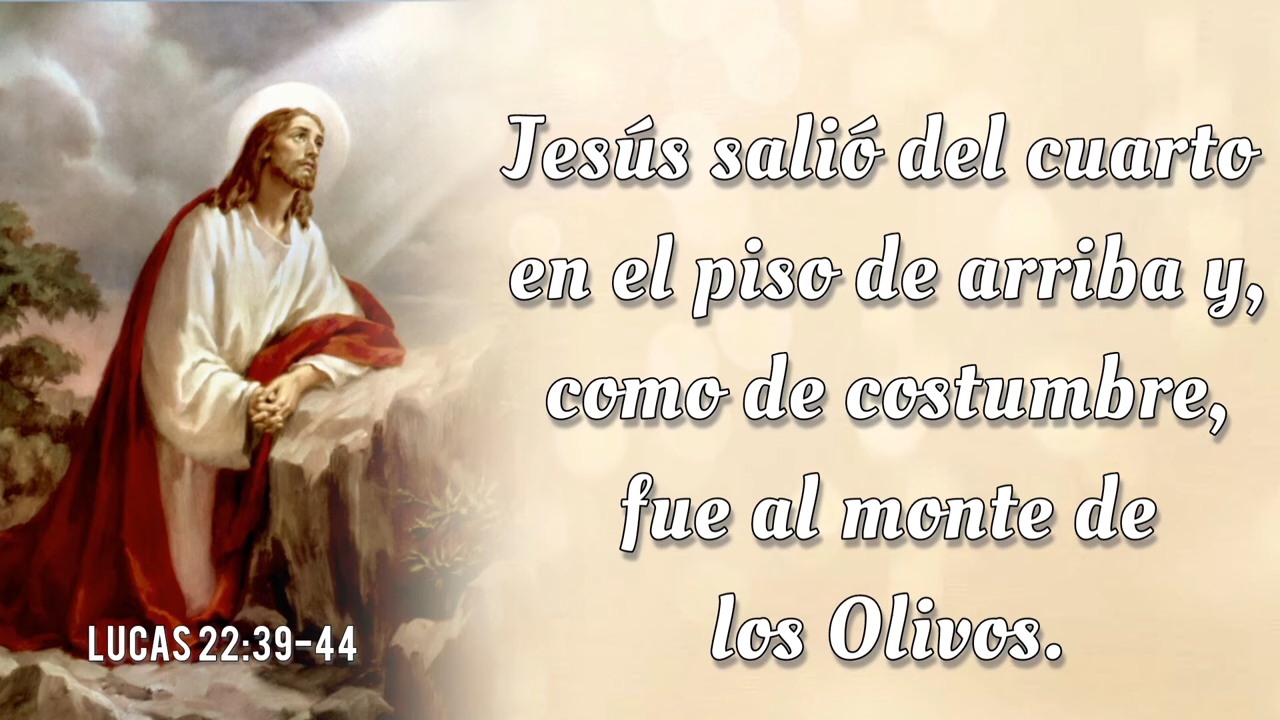 Jesús salió del cuarto
en el piso de arriba y,
como de costumbre,
fue al monte de
los Olivos.
LUCAS 22:39-44